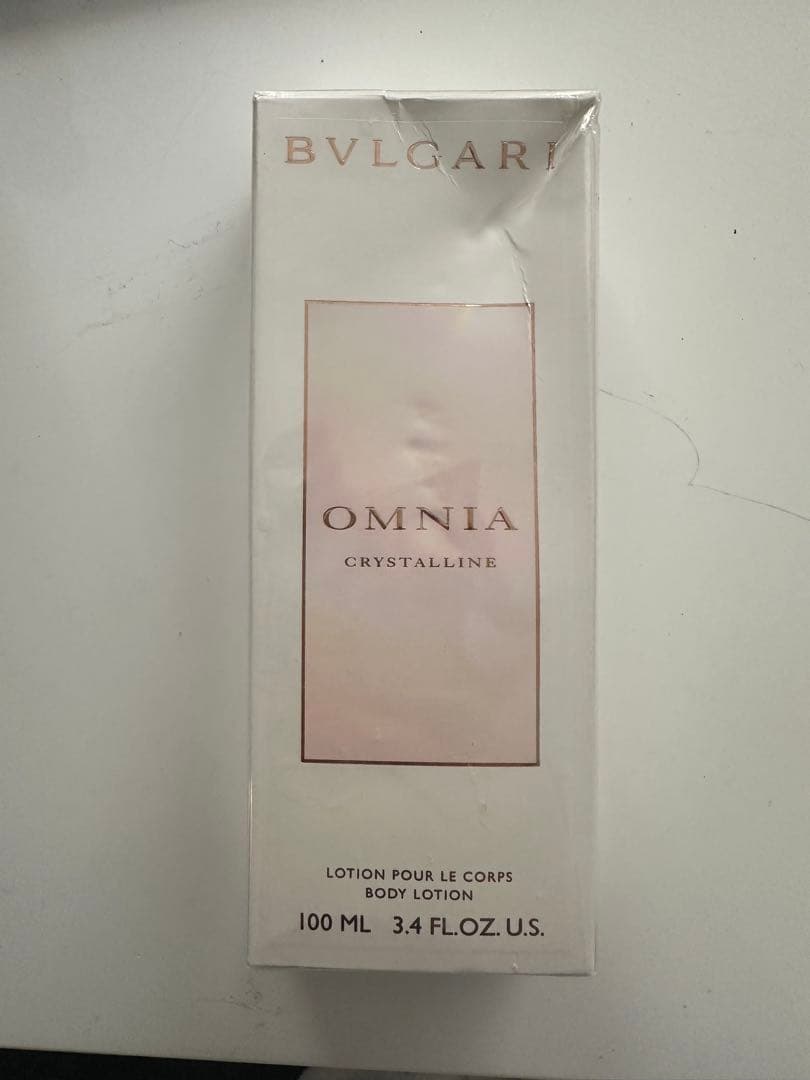 BVLGARI
OMNIA
CRYSTALLINE
LOTION POUR LE CORPS
BODY LOTION
100 ML 3.4 FL.OZ. U.S.